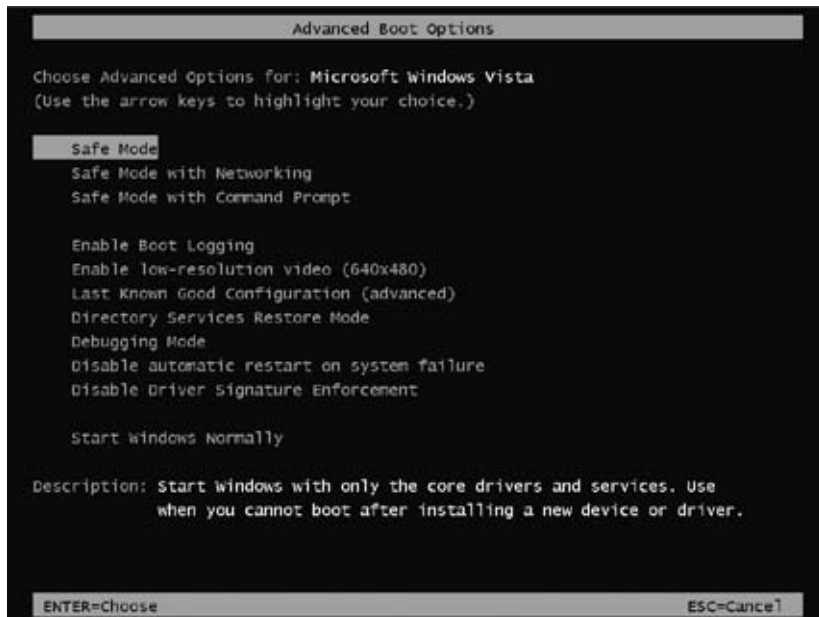 Advanced Boot Options
Choose Advanced Options for: Microsoft Windows Vista
(Use the arrow keys to highlight your choice.)
Safe Mode
Safe Mode with Networking
Safe Mode with Command Prompt
Enable Boot Logging
Enable low-resolution video (640x480)
Last Known Good Configuration (advanced)
Directory Services Restore Mode
Debugging Mode
Disable automatic restart on system failure
Disable Driver Signature Enforcement
Start Windows Normally
Description: Start Windows with only the core drivers and services. Use
when you cannot boot after installing a new device or driver.
ENTER=Choose ESC=Cancel